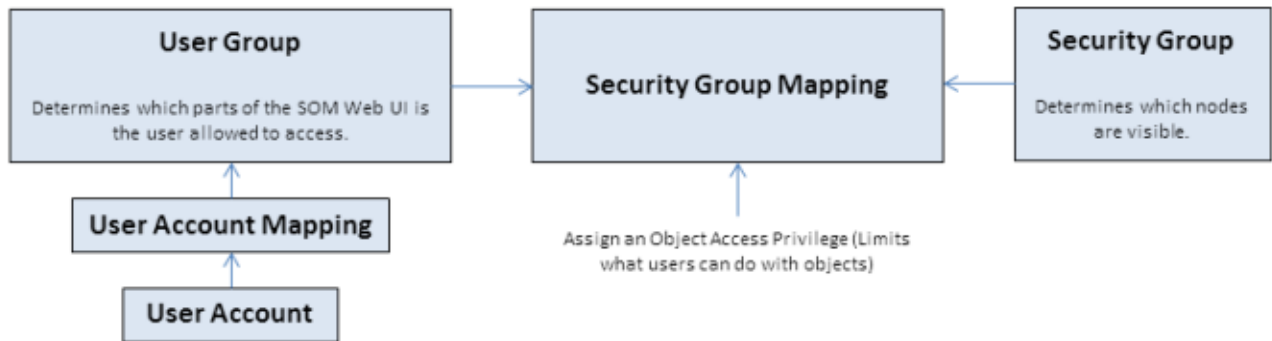 User Group
Determines which parts of the SOM Web UI is
the user allowed to access.
Security Group Mapping
Security Group
Determines which nodes
are visible.
User Account Mapping
Assign an Object Access Privilege (Limits
what users can do with objects)
User Account